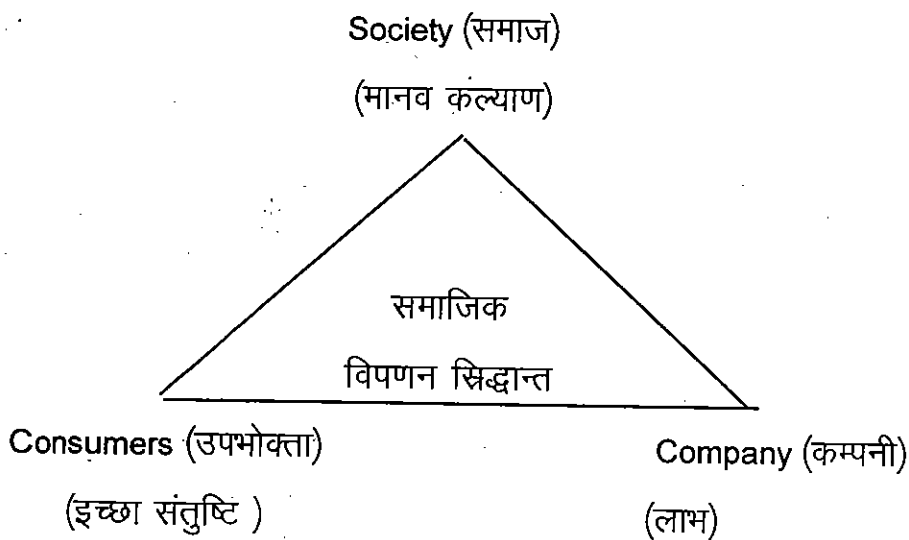 Society (समाज)
(मानव कल्याण)
समाजिक
विपणन स्रिद्धान्त
Consumers (उपभोक्ता)
Company (कम्पनी)
(इच्छा संतुष्टि )
(लाभ)